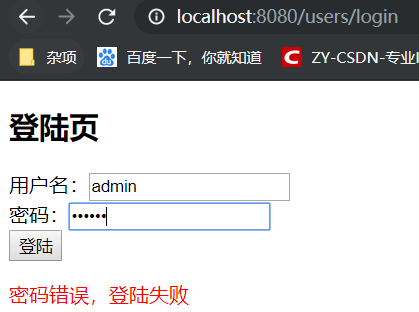 localhost:8080/users/login
杂项 百度一下，你就知道 ZY-CSDN-专业I
登陆页
用户名：admin
密码：••••••
登陆
密码错误，登陆失败